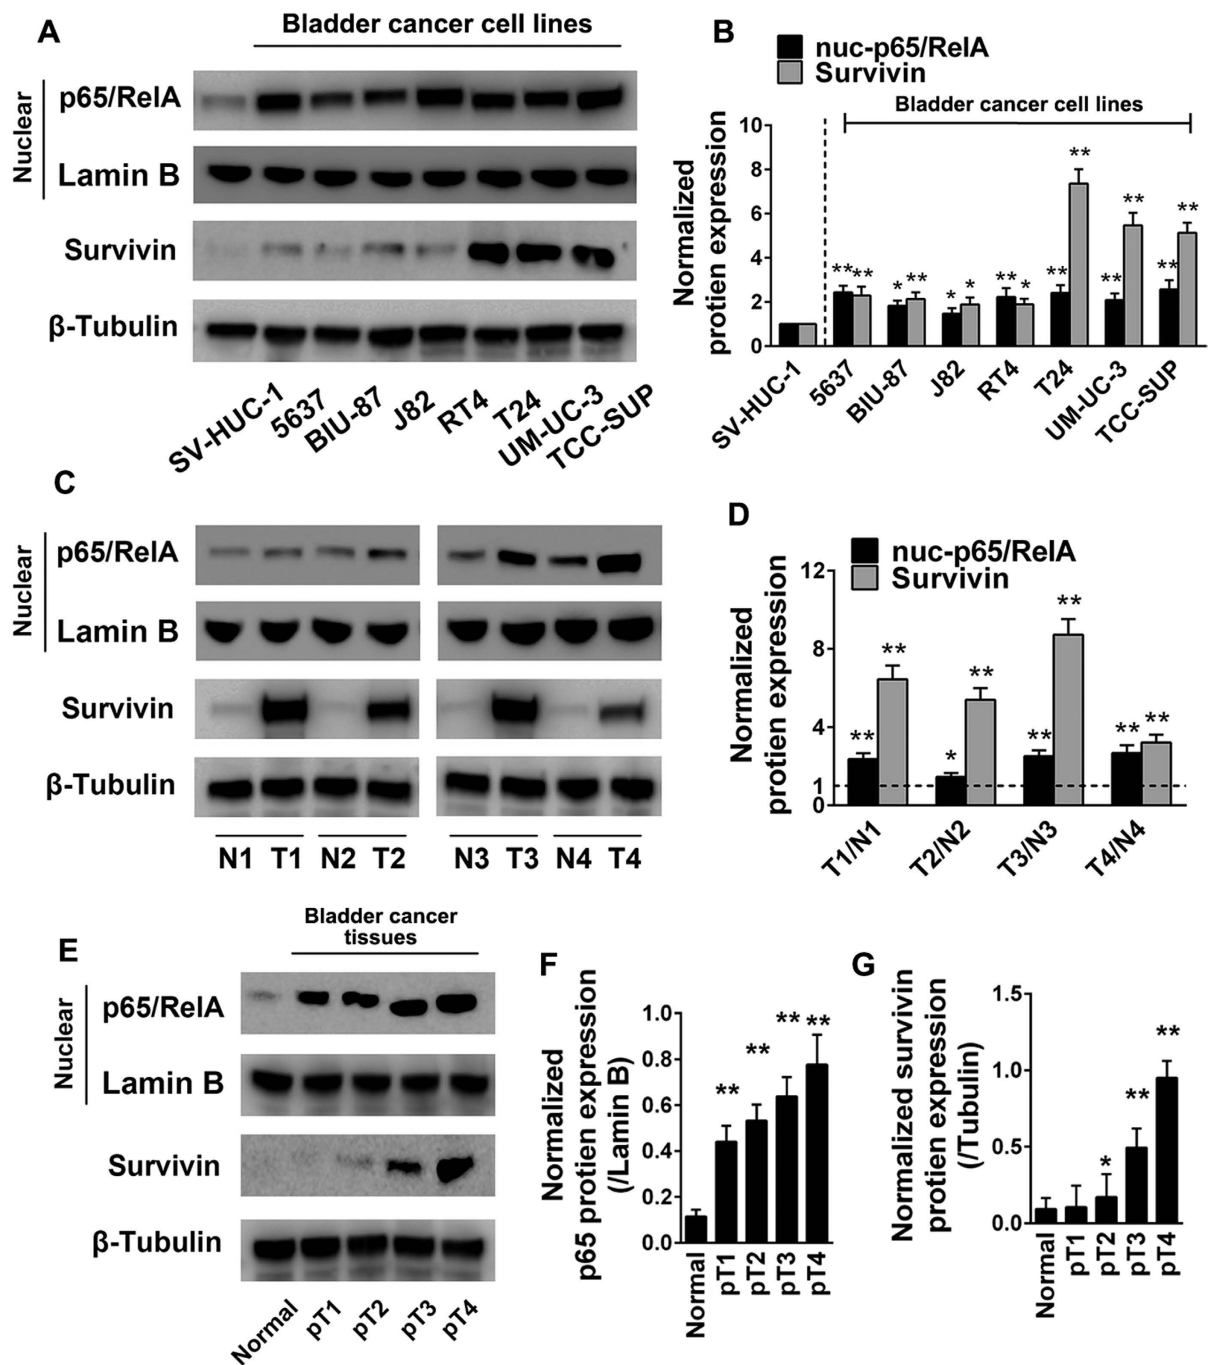 A
Bladder cancer cell lines
Nuclear
p65/RelA
Lamin B
Survivin
β-Tubulin
SV-HUC-1
5637
BIU-87
J82
RT4
T24
UM-UC-3
TCC-SUP
B
nuc-p65/RelA
Survivin
Bladder cancer cell lines
Normalized
protien expression
10
8
6
4
2
0
** **
* **
* *
** *
** **
** **
** **
SV-HUC-1
5637
BIU-87
J82
RT4
T24
UM-UC-3
TCC-SUP
C
Nuclear
p65/RelA
Lamin B
Survivin
β-Tubulin
N1 T1 N2 T2 N3 T3 N4 T4
D
nuc-p65/RelA
Survivin
Normalized
protien expression
12
8
4
1
0
** **
* **
** **
** **
T1/N1
T2/N2
T3/N3
T4/N4
E
Bladder cancer
tissues
Nuclear
p65/RelA
Lamin B
Survivin
β-Tubulin
Normal
pT1
pT2
pT3
pT4
F
Normalized
p65 protien expression
(/Lamin B)
1.0
0.8
0.6
0.4
0.2
0.0
** ** ** **
Normal
pT1
pT2
pT3
pT4
G
Normalized survivin
protien expression
(/Tubulin)
1.5
1.0
0.5
0.0
* ** **
Normal
pT1
pT2
pT3
pT4